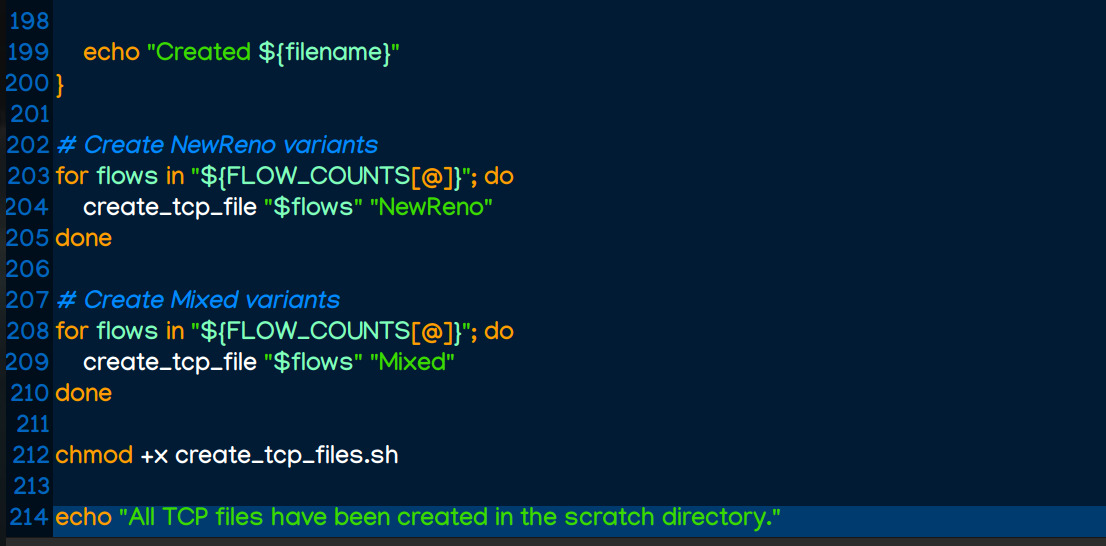 198
199 echo "Created ${filename}"
200 }
201
202 # Create NewReno variants
203 for flows in "${FLOW_COUNTS[@]}"; do
204 create_tcp_file "$flows" "NewReno"
205 done
206
207 # Create Mixed variants
208 for flows in "${FLOW_COUNTS[@]}"; do
209 create_tcp_file "$flows" "Mixed"
210 done
211
212 chmod +x create_tcp_files.sh
213
214 echo "All TCP files have been created in the scratch directory."